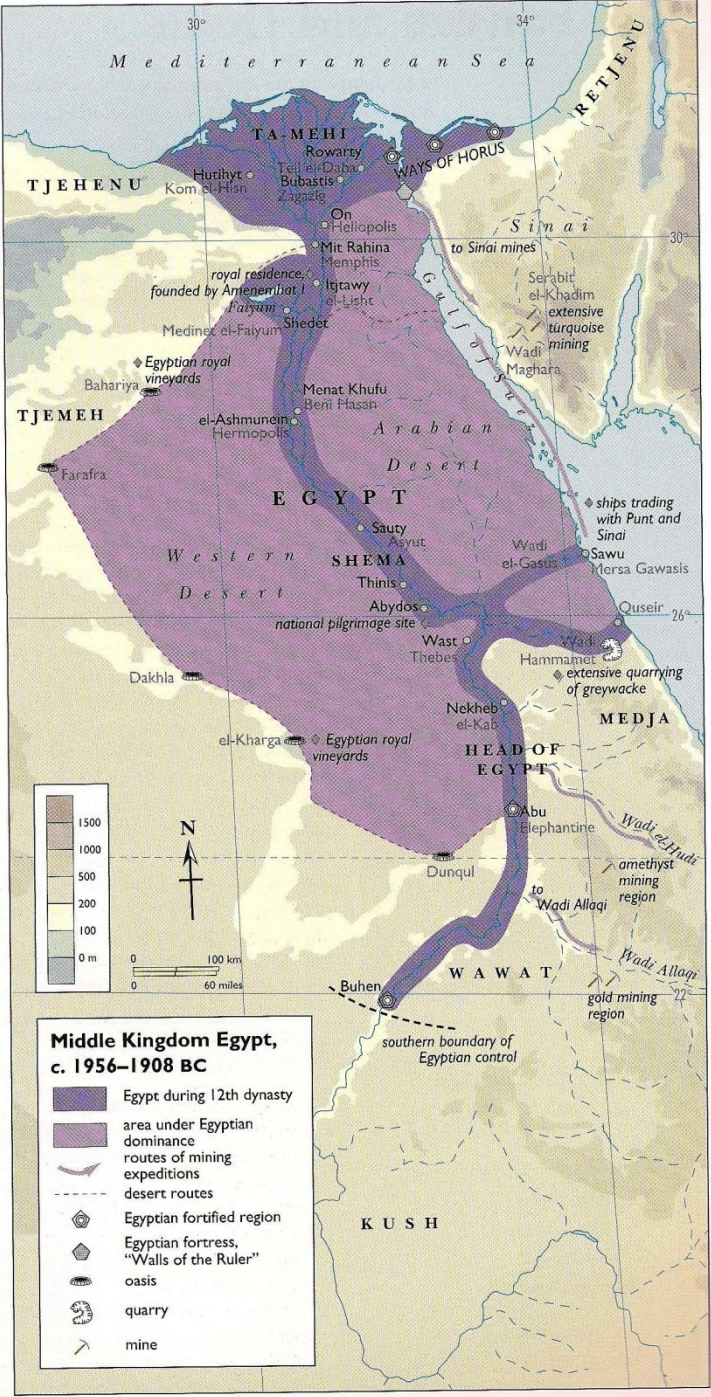 30°
34°
Mediterranean Sea
RETJENU
TA-MEHI
Rowarty
Tell el-Daba
WAYS OF HORUS
Hutihyt
Kom el-Hisn
Bubastis
Zagazig
TJEHENU
On
Heliopolis
Sinai
30°
to Sinai mines
Mit Rahina
Memphis
royal residence,
founded by Amenemhat I
Itjtawy
el-Lisht
Faiyum
Shedet
Medinet el-Faiyum
Gulf of Suez
Serabit
el-Khadim
extensive
turquoise
mining
Wadi
Maghara
Egyptian royal
vineyards
Bahariya
TJEMEH
Menat Khufu
Beni Hasan
el-Ashmunein
Hermopolis
Arabian
Desert
Farafra
EGYPT
ships trading
with Punt and
Sinai
Sauty
Asyut
Western
Desert
SHEMA
Wadi
el-Gasus
Sawu
Mersa Gawasis
Thinis
Abydos
national pilgrimage site
Quseir
26°
Wast
Thebes
Wadi
Hammamet
extensive quarrying
of greywacke
Dakhla
Nekheb
el-Kab
MEDJA
el-Kharga
Egyptian royal
vineyards
HEAD OF
EGYPT
Abu
Elephantine
Wadi el-Hudi
1500
1000
500
200
100
0 m
N
Dunqul
amethyst
mining
region
to
Wadi Allaqi
Wadi Allaqi
0 100 km
0 60 miles
WAWAT
Buhen
gold mining
region
22°
southern boundary of
Egyptian control
Middle Kingdom Egypt,
c. 1956–1908 BC
Egypt during 12th dynasty
area under Egyptian
dominance
routes of mining
expeditions
desert routes
Egyptian fortified region
Egyptian fortress,
“Walls of the Ruler”
oasis
quarry
mine
KUSH